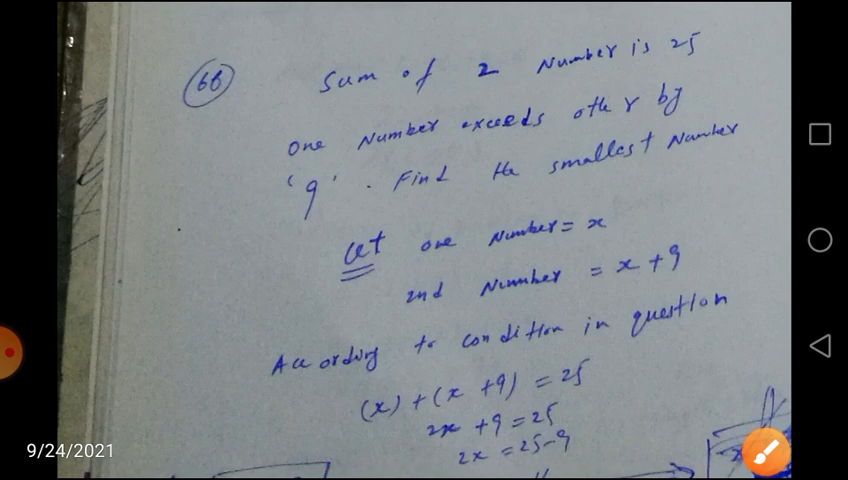 66
Sum of 2 Number is 25
one Number exceeds other by
'9'. Find the smallest Number
Let one Number = x
2nd Number = x + 9
According to condition in question
(x) + (x + 9) = 25
2x + 9 = 25
2x = 25-9
9/24/2021